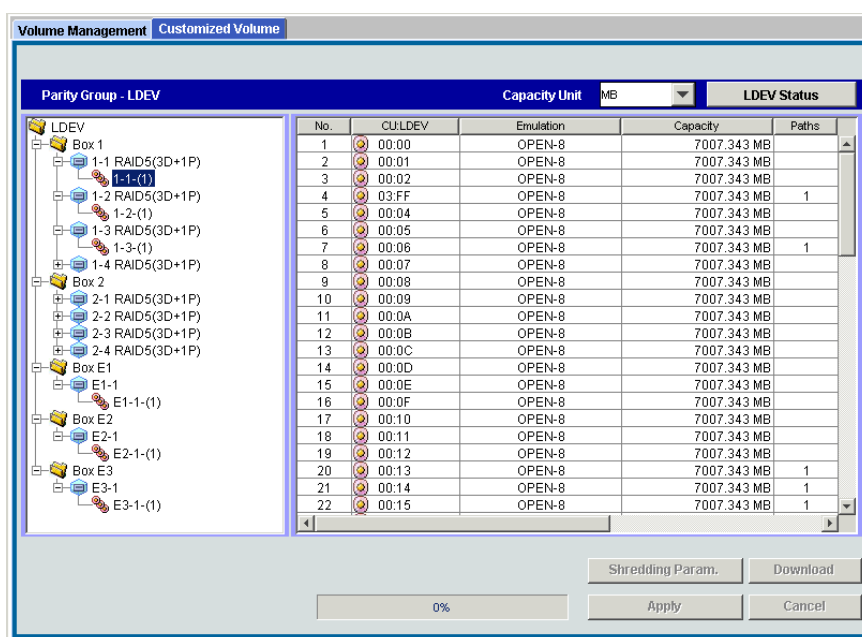 Volume Management Customized Volume
Parity Group - LDEV Capacity Unit MB LDEV Status
LDEV
Box 1
1-1 RAID5(3D+1P)
1-1-(1)
1-2 RAID5(3D+1P)
1-2-(1)
1-3 RAID5(3D+1P)
1-3-(1)
1-4 RAID5(3D+1P)
Box 2
2-1 RAID5(3D+1P)
2-2 RAID5(3D+1P)
2-3 RAID5(3D+1P)
2-4 RAID5(3D+1P)
Box E1
E1-1
E1-1-(1)
Box E2
E2-1
E2-1-(1)
Box E3
E3-1
E3-1-(1)
No. CU:LDEV Emulation Capacity Paths
1 00:00 OPEN-8 7007.343 MB
2 00:01 OPEN-8 7007.343 MB
3 00:02 OPEN-8 7007.343 MB
4 03:FF OPEN-8 7007.343 MB 1
5 00:04 OPEN-8 7007.343 MB
6 00:05 OPEN-8 7007.343 MB
7 00:06 OPEN-8 7007.343 MB 1
8 00:07 OPEN-8 7007.343 MB
9 00:08 OPEN-8 7007.343 MB
10 00:09 OPEN-8 7007.343 MB
11 00:0A OPEN-8 7007.343 MB
12 00:0B OPEN-8 7007.343 MB
13 00:0C OPEN-8 7007.343 MB
14 00:0D OPEN-8 7007.343 MB
15 00:0E OPEN-8 7007.343 MB
16 00:0F OPEN-8 7007.343 MB
17 00:10 OPEN-8 7007.343 MB
18 00:11 OPEN-8 7007.343 MB
19 00:12 OPEN-8 7007.343 MB
20 00:13 OPEN-8 7007.343 MB 1
21 00:14 OPEN-8 7007.343 MB 1
22 00:15 OPEN-8 7007.343 MB 1
Shredding Param. Download
0% Apply Cancel